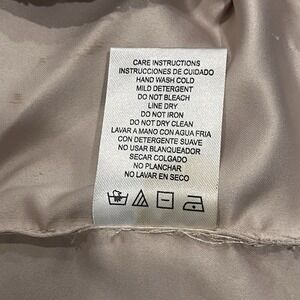 CARE INSTRUCTIONS
INSTRUCCIONES DE CUIDADO
HAND WASH COLD
MILD DETERGENT
DO NOT BLEACH
LINE DRY
DO NOT IRON
DO NOT DRY CLEAN
LAVAR A MANO CON AGUA FRIA
CON DETERGENTE SUAVE
NO USAR BLANQUEADOR
SECAR COLGADO
NO PLANCHAR
NO LAVAR EN SECO